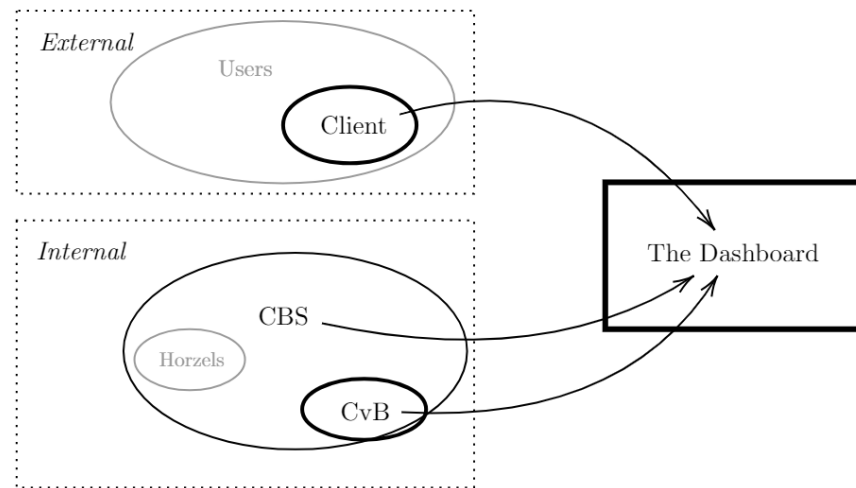 External
Users
Client
The Dashboard
Internal
CBS
Horzels
CvB